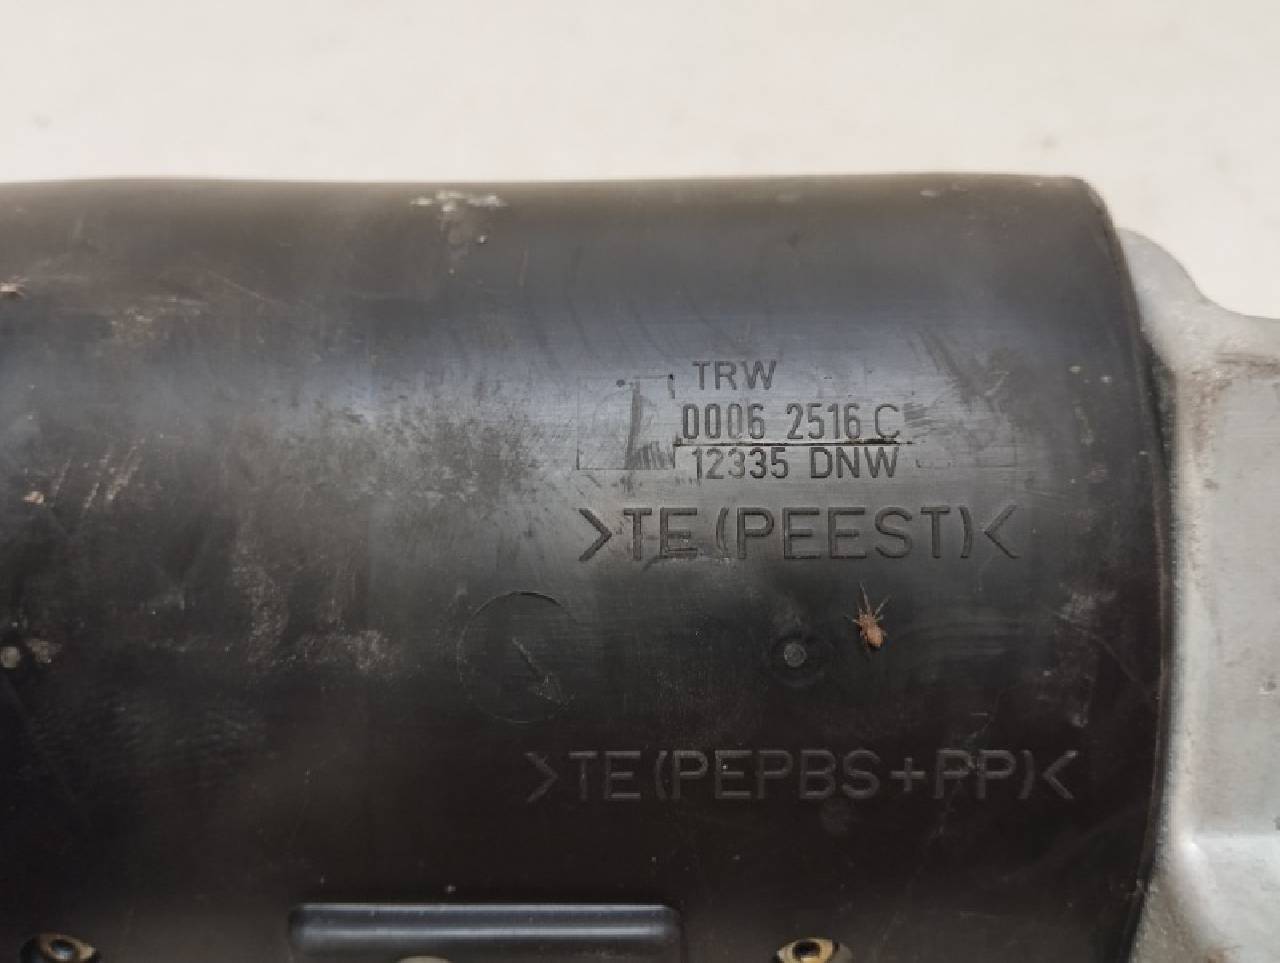 TRW
0006 2516 C
12335 DNW
>TE(PEEST)<
>TE(PEPBS+PP)<